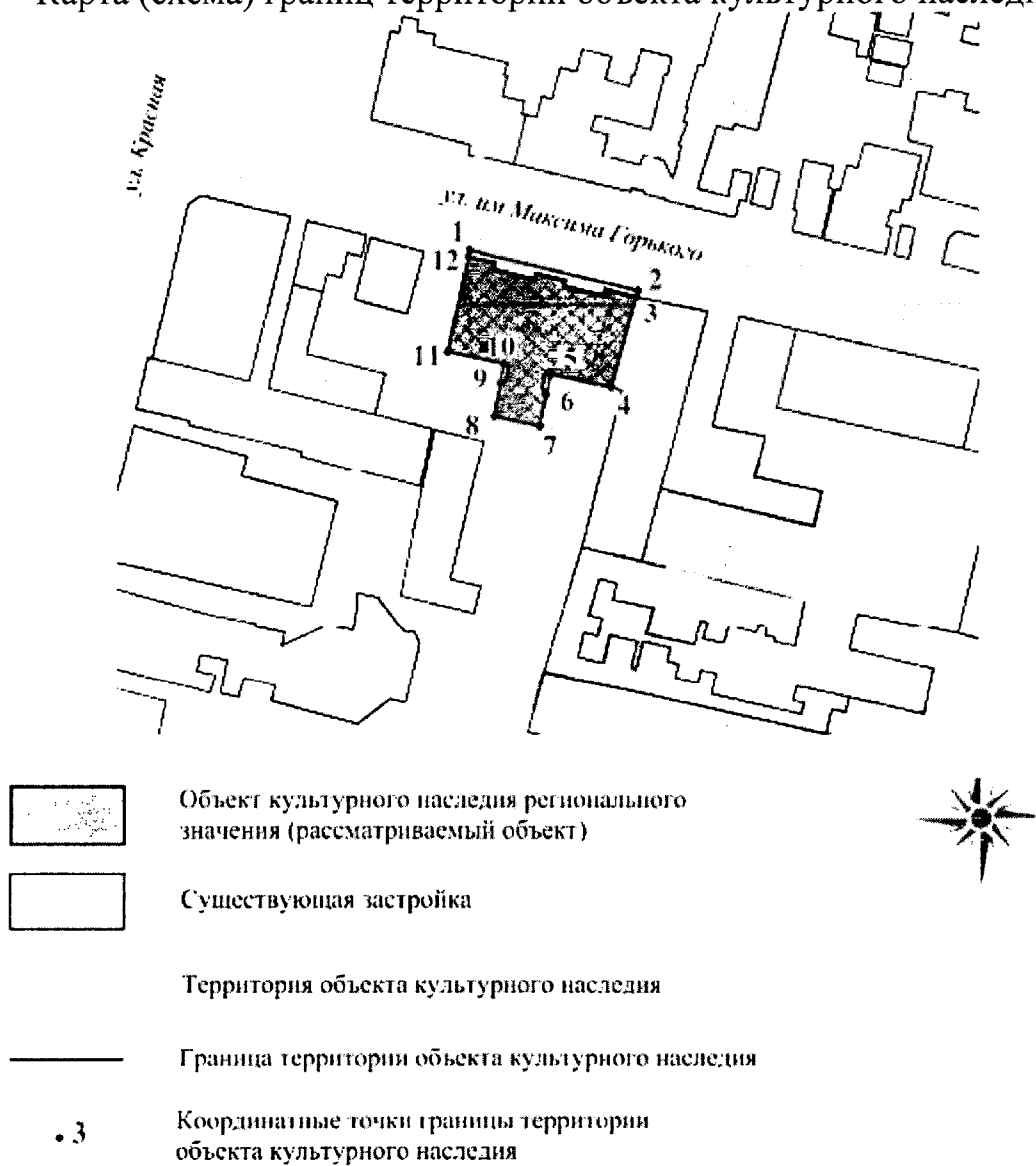 Карта (схема) границ территории объекта культурного наследи
ул. Красная
ул. им Максима Горького
1
12
2
3
11
10
5
9
6
4
8
7
Объект культурного наследия регионального
значения (рассматриваемый объект)
Существующая застройка
Территория объекта культурного наследия
Граница территории объекта культурного наследия
• 3
Координатные точки границы территории
объекта культурного наследия